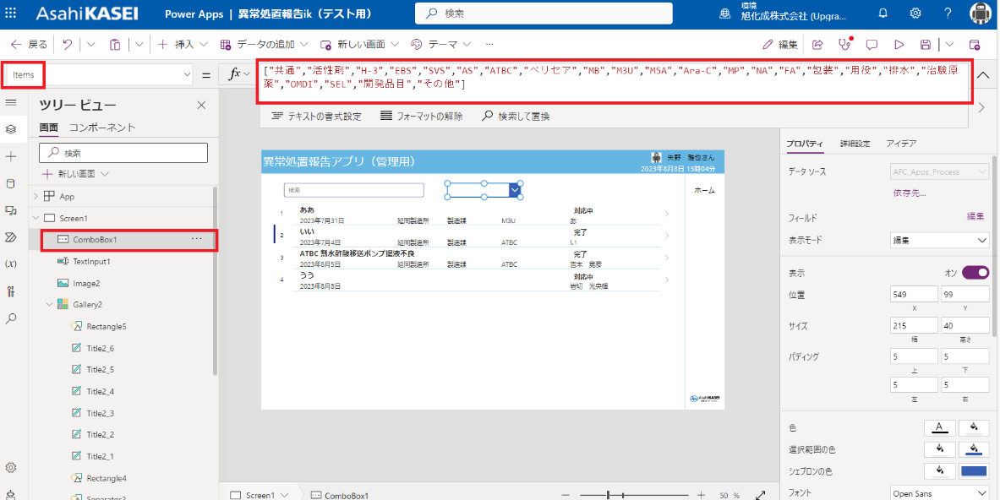 AsahiKASEI
Power Apps | 異常処置報告ik（テスト用）
検索
環境
旭化成株式会社 (Upgra...
戻る
挿入
データの追加
新しい画面
テーマ
...
編集
Items
=
fx
["共通","活性剤","H-3","EBS","SVS","AS","ATBC","ベリセア","MB","M3U","M5A","Ara-C","MP","NA","FA","包装","用役","排水","治験原
薬","OMDI","SEL","開発品目","その他"]
テキストの書式設定
フォーマットの解除
検索して置換
ツリー ビュー
画面
コンポーネント
検索
新しい画面
App
Screen1
ComboBox1
...
TextInput1
Image2
Gallery2
Rectangle5
Title2_6
Title2_5
Title2_4
Title2_3
Title2_2
Title2_1
Rectangle4
Separator2
異常処置報告アプリ（管理用）
矢野　雅也さん
2023年8月8日 13時04分
検索
ホーム
1
ああ
対応中
2023年7月31日
延岡製造所
製造課
M3U
あ
2
いい
完了
2023年7月4日
延岡製造所
製造課
ATBC
い
3
ATBC 無水酢酸移送ポンプ揚液不良
完了
2023年8月5日
延岡製造所
製造課
ATBC
吉本　晃彦
4
うう
対応中
2023年8月8日
岩切　光央輝
AsahiKASEI
プロパティ
詳細設定
アイデア
データ ソース
AFC_Apps_Process
依存先...
フィールド
編集
表示モード
編集
表示
オン
位置
549
99
X
Y
サイズ
215
40
幅
高さ
パディング
5
5
上
下
5
5
左
右
色
A
選択範囲の色
シェブロンの色
フォント
Open Sans
Screen1
ComboBox1
50 %